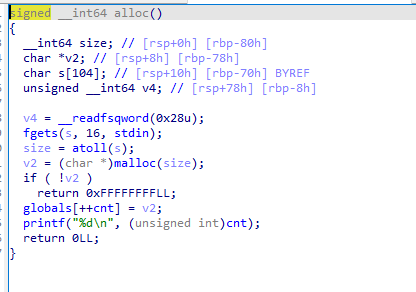 signed __int64 alloc()
{
__int64 size; // [rsp+0h] [rbp-80h]
char *v2; // [rsp+8h] [rbp-78h]
char s[104]; // [rsp+10h] [rbp-70h] BYREF
unsigned __int64 v4; // [rsp+78h] [rbp-8h]
v4 = __readfsqword(0x28u);
fgets(s, 16, stdin);
size = atoll(s);
v2 = (char *)malloc(size);
if ( !v2 )
return 0xFFFFFFFFLL;
globals[++cnt] = v2;
printf("%d\n", (unsigned int)cnt);
return 0LL;
}